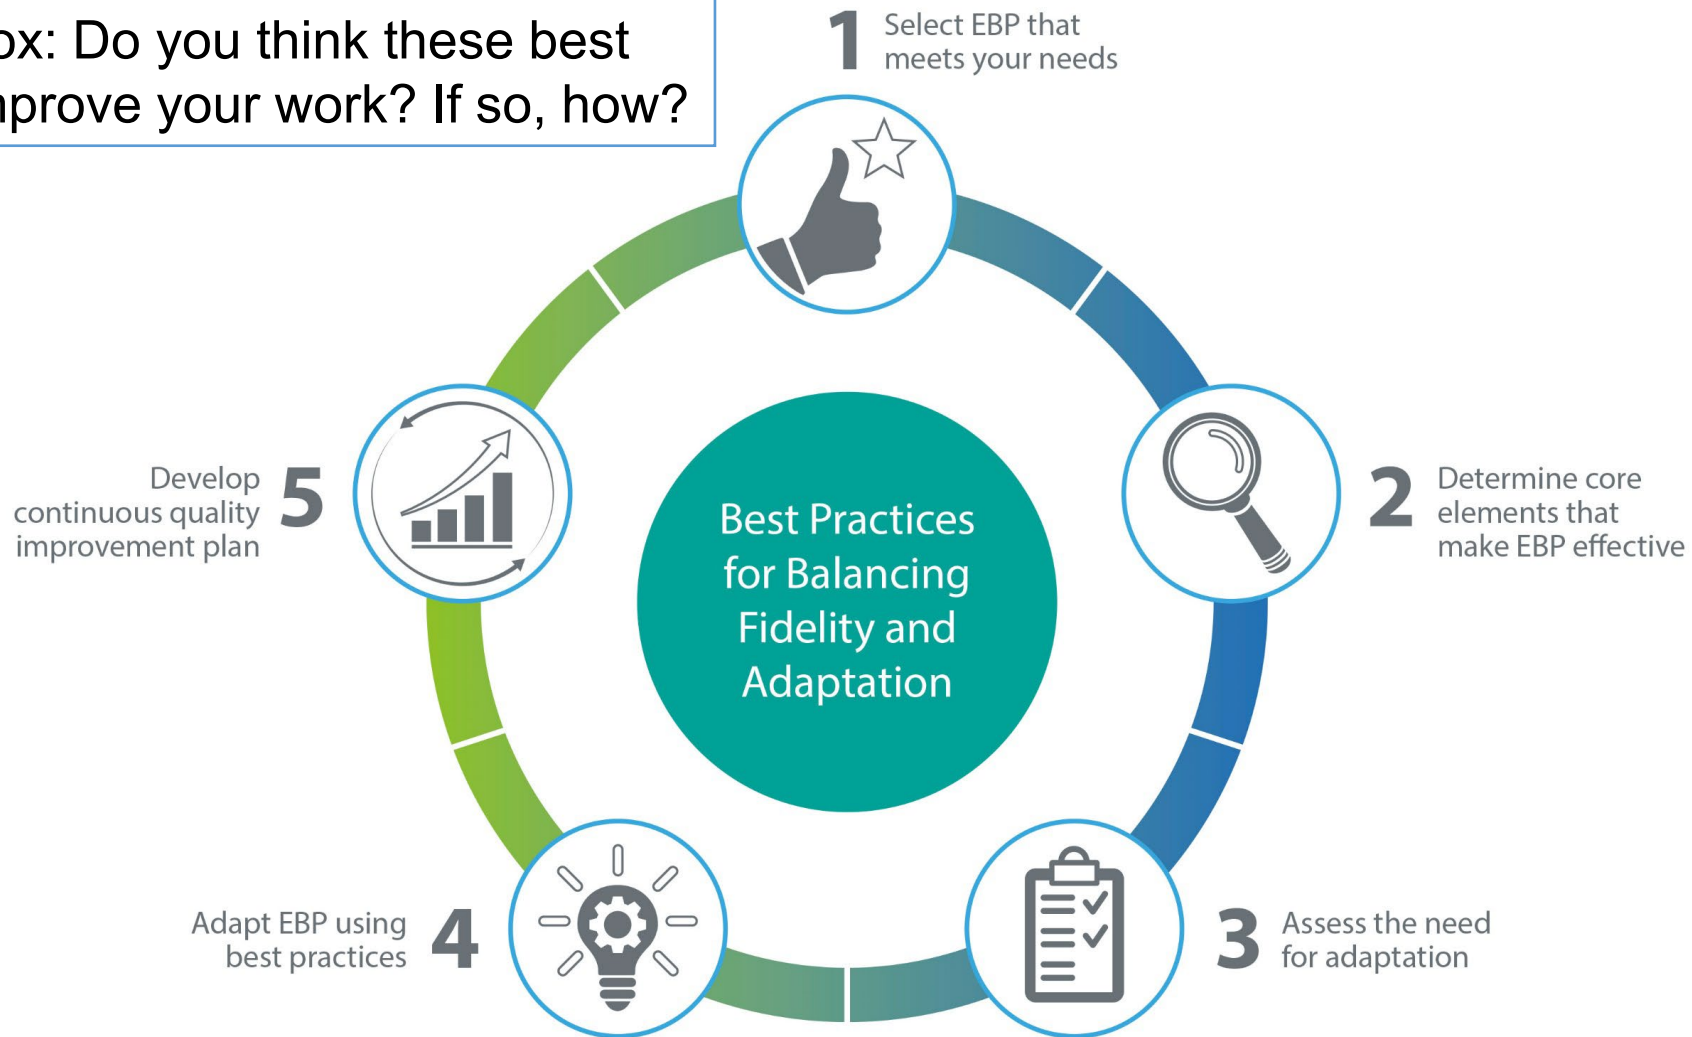 ox: Do you think these best
mprove your work? If so, how?
1 Select EBP that
meets your needs
2 Determine core
elements that
make EBP effective
3 Assess the need
for adaptation
4 Adapt EBP using
best practices
5 Develop
continuous quality
improvement plan
Best Practices
for Balancing
Fidelity and
Adaptation